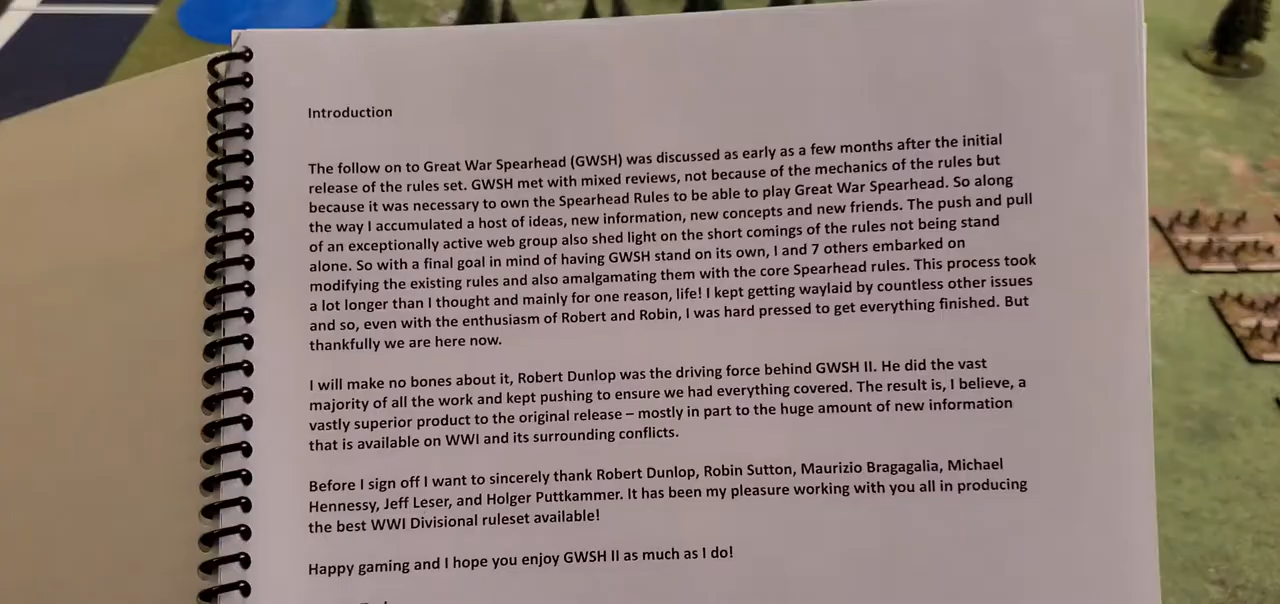 Introduction
The follow on to Great War Spearhead (GWSH) was discussed as early as a few months after the initial
release of the rules set. GWSH met with mixed reviews, not because of the mechanics of the rules but
because it was necessary to own the Spearhead Rules to be able to play Great War Spearhead. So along
the way I accumulated a host of ideas, new information, new concepts and new friends. The push and pull
of an exceptionally active web group also shed light on the short comings of the rules not being stand
alone. So with a final goal in mind of having GWSH stand on its own, I and 7 others embarked on
modifying the existing rules and also amalgamating them with the core Spearhead rules. This process took
a lot longer than I thought and mainly for one reason, life! I kept getting waylaid by countless other issues
and so, even with the enthusiasm of Robert and Robin, I was hard pressed to get everything finished. But
thankfully we are here now.
I will make no bones about it, Robert Dunlop was the driving force behind GWSH II. He did the vast
majority of all the work and kept pushing to ensure we had everything covered. The result is, I believe, a
vastly superior product to the original release – mostly in part to the huge amount of new information
that is available on WWI and its surrounding conflicts.
Before I sign off I want to sincerely thank Robert Dunlop, Robin Sutton, Maurizio Bragagalia, Michael
Hennessy, Jeff Leser, and Holger Puttkammer. It has been my pleasure working with you all in producing
the best WWI Divisional ruleset available!
Happy gaming and I hope you enjoy GWSH II as much as I do!